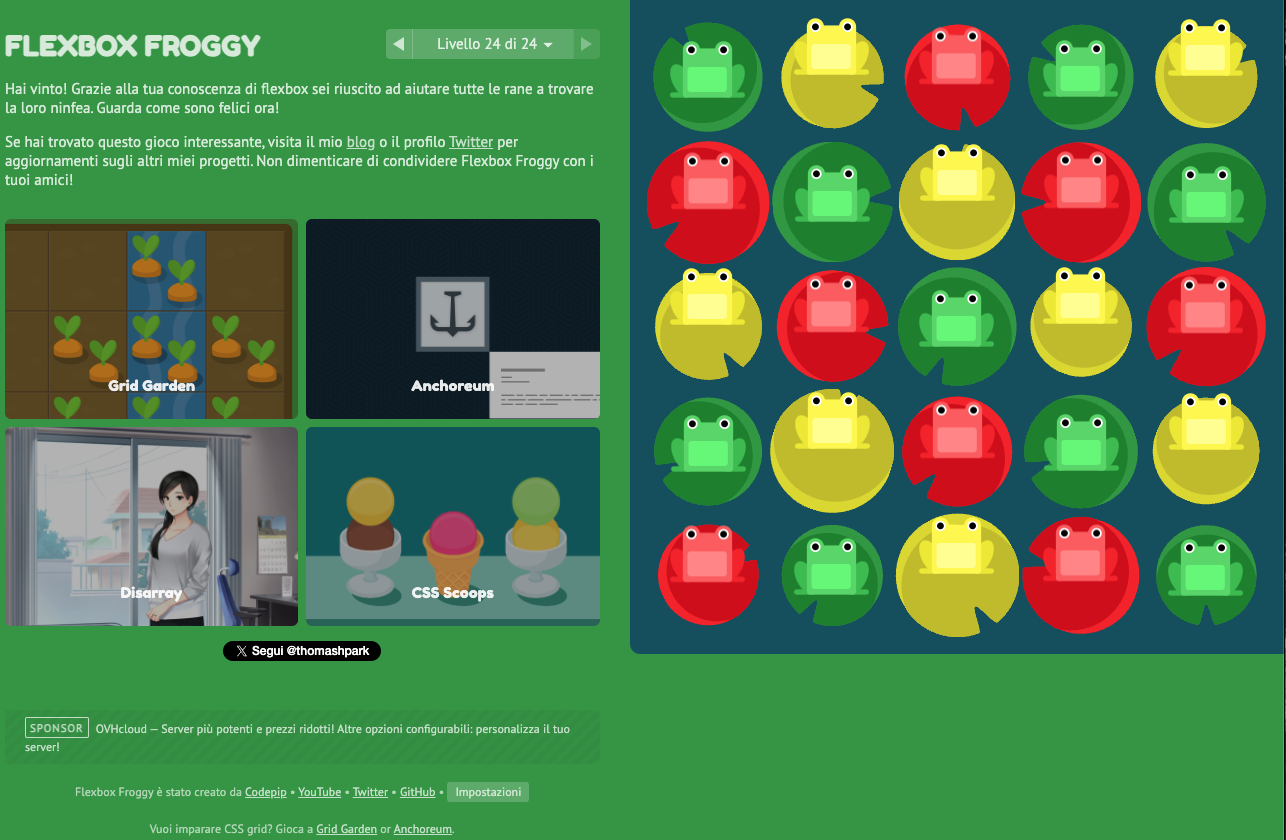 FLEXBOX FROGGY
Livello 24 di 24
Hai vinto! Grazie alla tua conoscenza di flexbox sei riuscito ad aiutare tutte le rane a trovare
la loro ninfea. Guarda come sono felici ora!
Se hai trovato questo gioco interessante, visita il mio blog o il profilo Twitter per
aggiornamenti sugli altri miei progetti. Non dimenticare di condividere Flexbox Froggy con i
tuoi amici!
Grid Garden
Anchoreum
Disarray
CSS Scoops
𝕏 Segui @thomashpark
SPONSOR OVHcloud — Server più potenti e prezzi ridotti! Altre opzioni configurabili: personalizza il tuo
server!
Flexbox Froggy è stato creato da Codepip • YouTube • Twitter • GitHub • Impostazioni
Vuoi imparare CSS grid? Gioca a Grid Garden or Anchoreum.